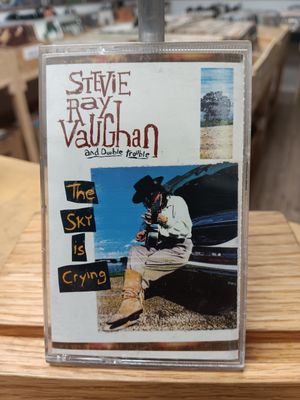 Stevie
Ray
Vaughan
and Double Trouble
The
Sky
is
Crying